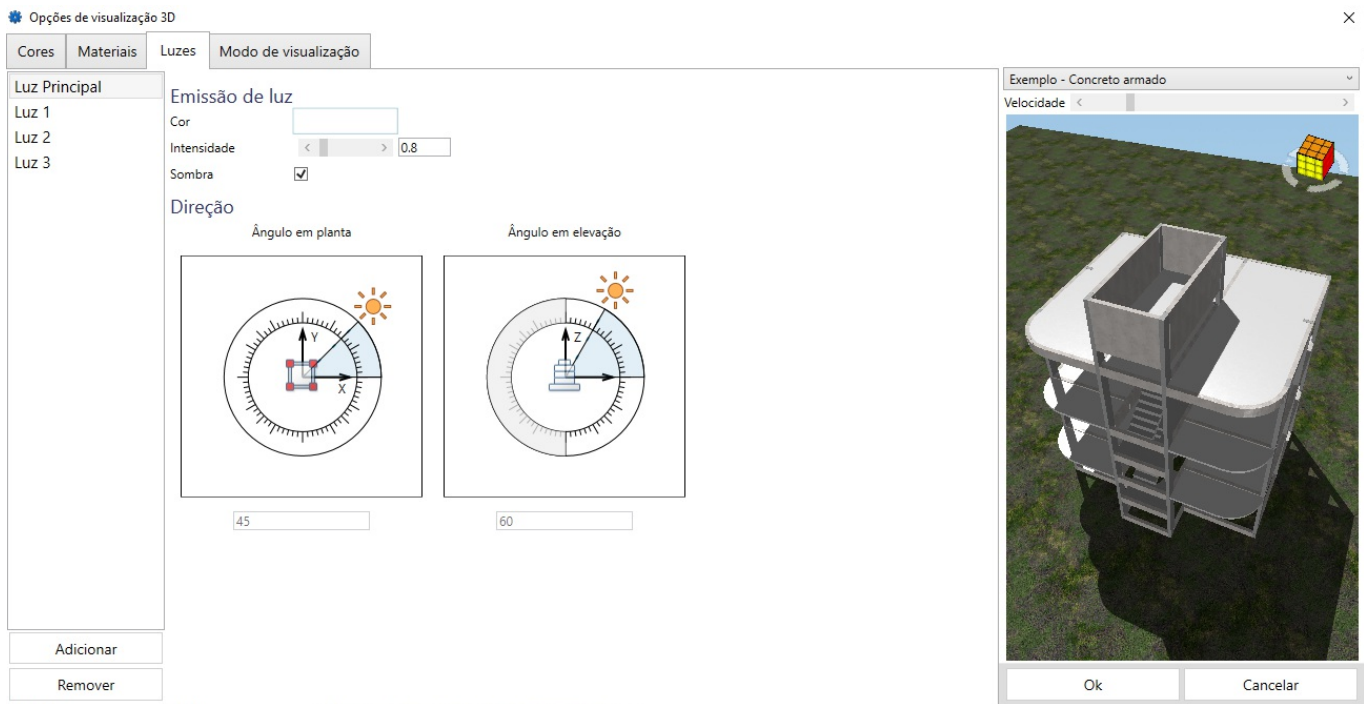 Opções de visualização 3D
Cores
Materiais
Luzes
Modo de visualização
Luz Principal
Luz 1
Luz 2
Luz 3
Adicionar
Remover
Emissão de luz
Cor
Intensidade
0.8
Sombra
Direção
Ângulo em planta
Ângulo em elevação
Y
X
Z
45
60
Exemplo - Concreto armado
Velocidade
Ok
Cancelar